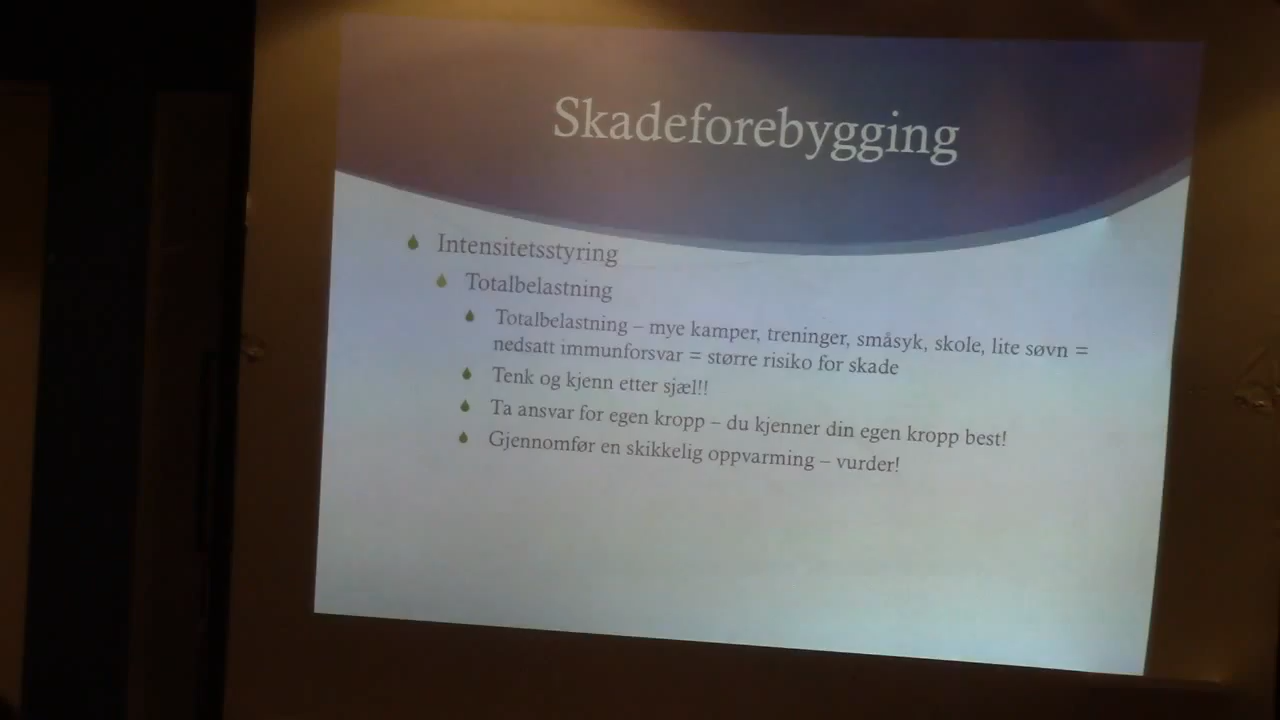 Skadeforebygging
Intensitetsstyring
Totalbelastning
Totalbelastning – mye kamper, treninger, småsyk, skole, lite søvn =
nedsatt immunforsvar = større risiko for skade
Tenk og kjenn etter sjæl!!
Ta ansvar for egen kropp – du kjenner din egen kropp best!
Gjennomfør en skikkelig oppvarming – vurder!